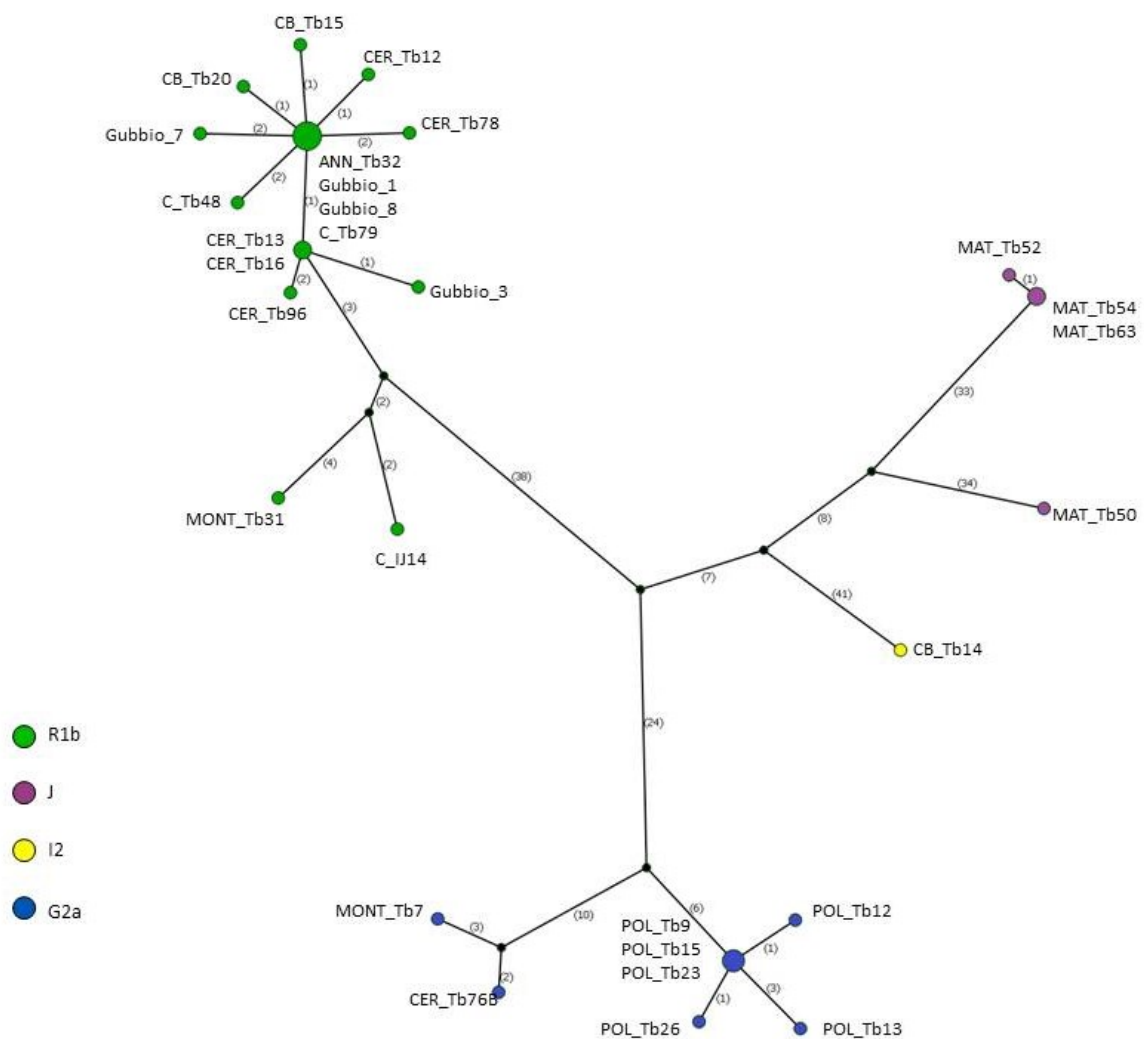 CB_Tb15
CER_Tb12
CB_Tb20
(1)
(1)
(1)
Gubbio_7
(2)
(2)
CER_Tb78
ANN_Tb32
Gubbio_1
Gubbio_8
C_Tb79
(2)
C_Tb48
(1)
CER_Tb13
CER_Tb16
(1)
Gubbio_3
(2)
CER_Tb96
(3)
MAT_Tb52
(1)
MAT_Tb54
MAT_Tb63
(33)
(2)
(4)
(2)
MONT_Tb31
C_IJ14
(38)
(34)
MAT_Tb50
(8)
(7)
(41)
CB_Tb14
(24)
R1b
J
I2
G2a
MONT_Tb7
(3)
(10)
(2)
CER_Tb76B
(6)
POL_Tb9
POL_Tb15
POL_Tb23
POL_Tb12
(1)
(1)
(3)
POL_Tb26
POL_Tb13